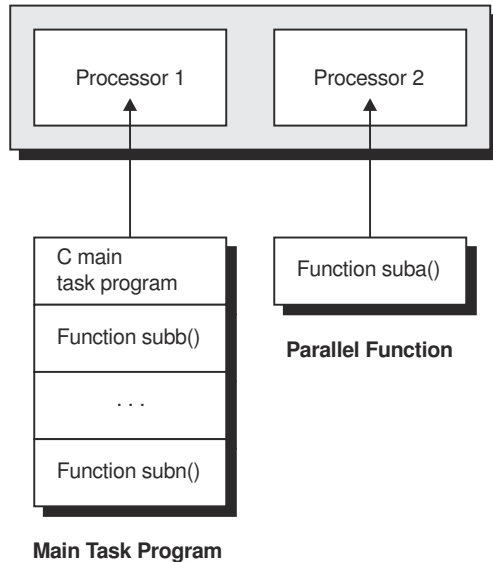 Processor 1
Processor 2
C main
task program
Function subb()
. . .
Function subn()
Main Task Program
Function suba()
Parallel Function